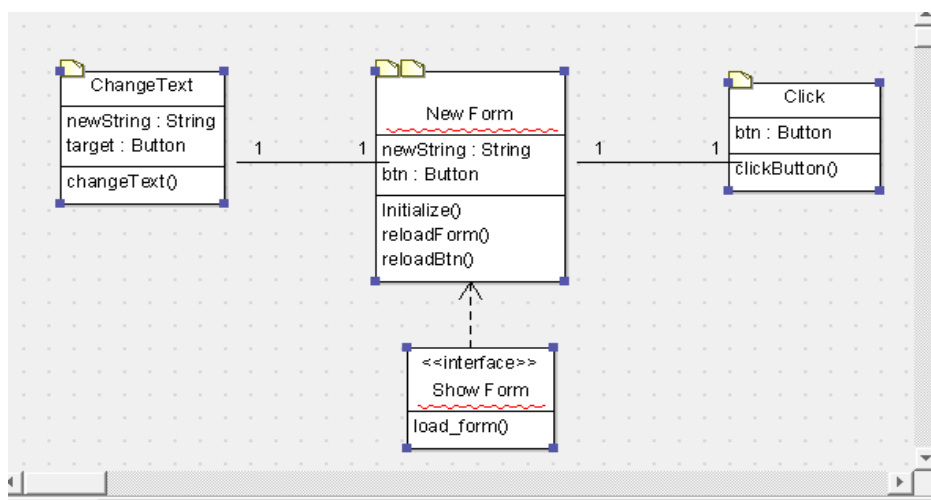 ChangeText
newString : String
target : Button
changeText()
1
1
New Form
newString : String
btn : Button
Initialize()
reloadForm()
reloadBtn()
1
1
Click
btn : Button
clickButton()
<<interface>>
Show Form
load_form()